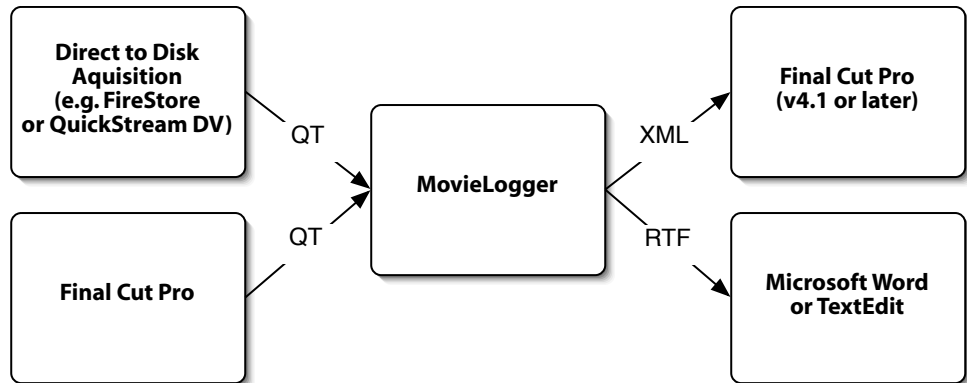 Direct to Disk
Aquisition
(e.g. FireStore
or QuickStream DV)
QT
Final Cut Pro
QT
MovieLogger
XML
Final Cut Pro
(v4.1 or later)
RTF
Microsoft Word
or TextEdit